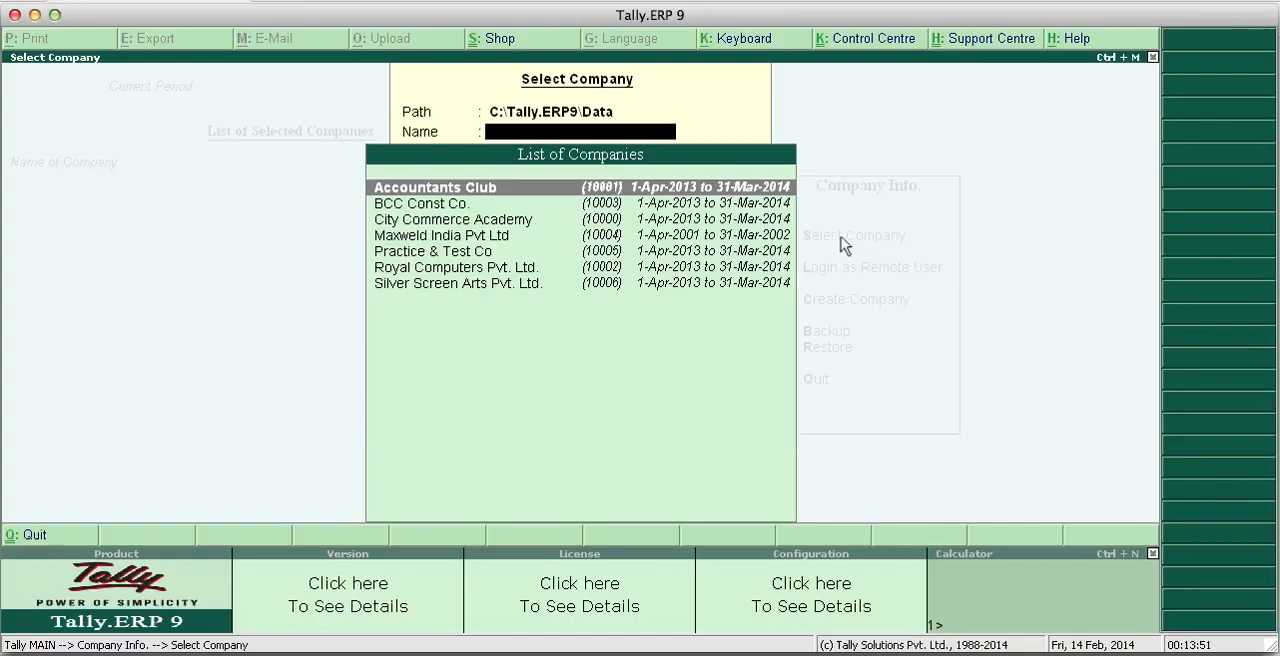 Tally.ERP 9
P: Print E: Export M: E-Mail O: Upload S: Shop G: Language K: Keyboard K: Control Centre H: Support Centre H: Help
Select Company Ctrl + M
Current Period
List of Selected Companies
Name of Company
Select Company
Path : C:\Tally.ERP9\Data
Name :
List of Companies
Accountants Club (10001) 1-Apr-2013 to 31-Mar-2014
BCC Const Co. (10003) 1-Apr-2013 to 31-Mar-2014
City Commerce Academy (10000) 1-Apr-2013 to 31-Mar-2014
Maxweld India Pvt Ltd (10004) 1-Apr-2001 to 31-Mar-2002
Practice & Test Co (10005) 1-Apr-2013 to 31-Mar-2014
Royal Computers Pvt. Ltd. (10002) 1-Apr-2013 to 31-Mar-2014
Silver Screen Arts Pvt. Ltd. (10006) 1-Apr-2013 to 31-Mar-2014
Company Info.
Select Company
Login as Remote User
Create Company
Backup
Restore
Quit
Q: Quit
Product Version License Configuration Calculator Ctrl + N
Tally
POWER OF SIMPLICITY
Tally.ERP 9
Click here
To See Details
Click here
To See Details
Click here
To See Details
1>
Tally MAIN --> Company Info. --> Select Company (c) Tally Solutions Pvt. Ltd., 1988-2014 Fri, 14 Feb, 2014 00:13:51